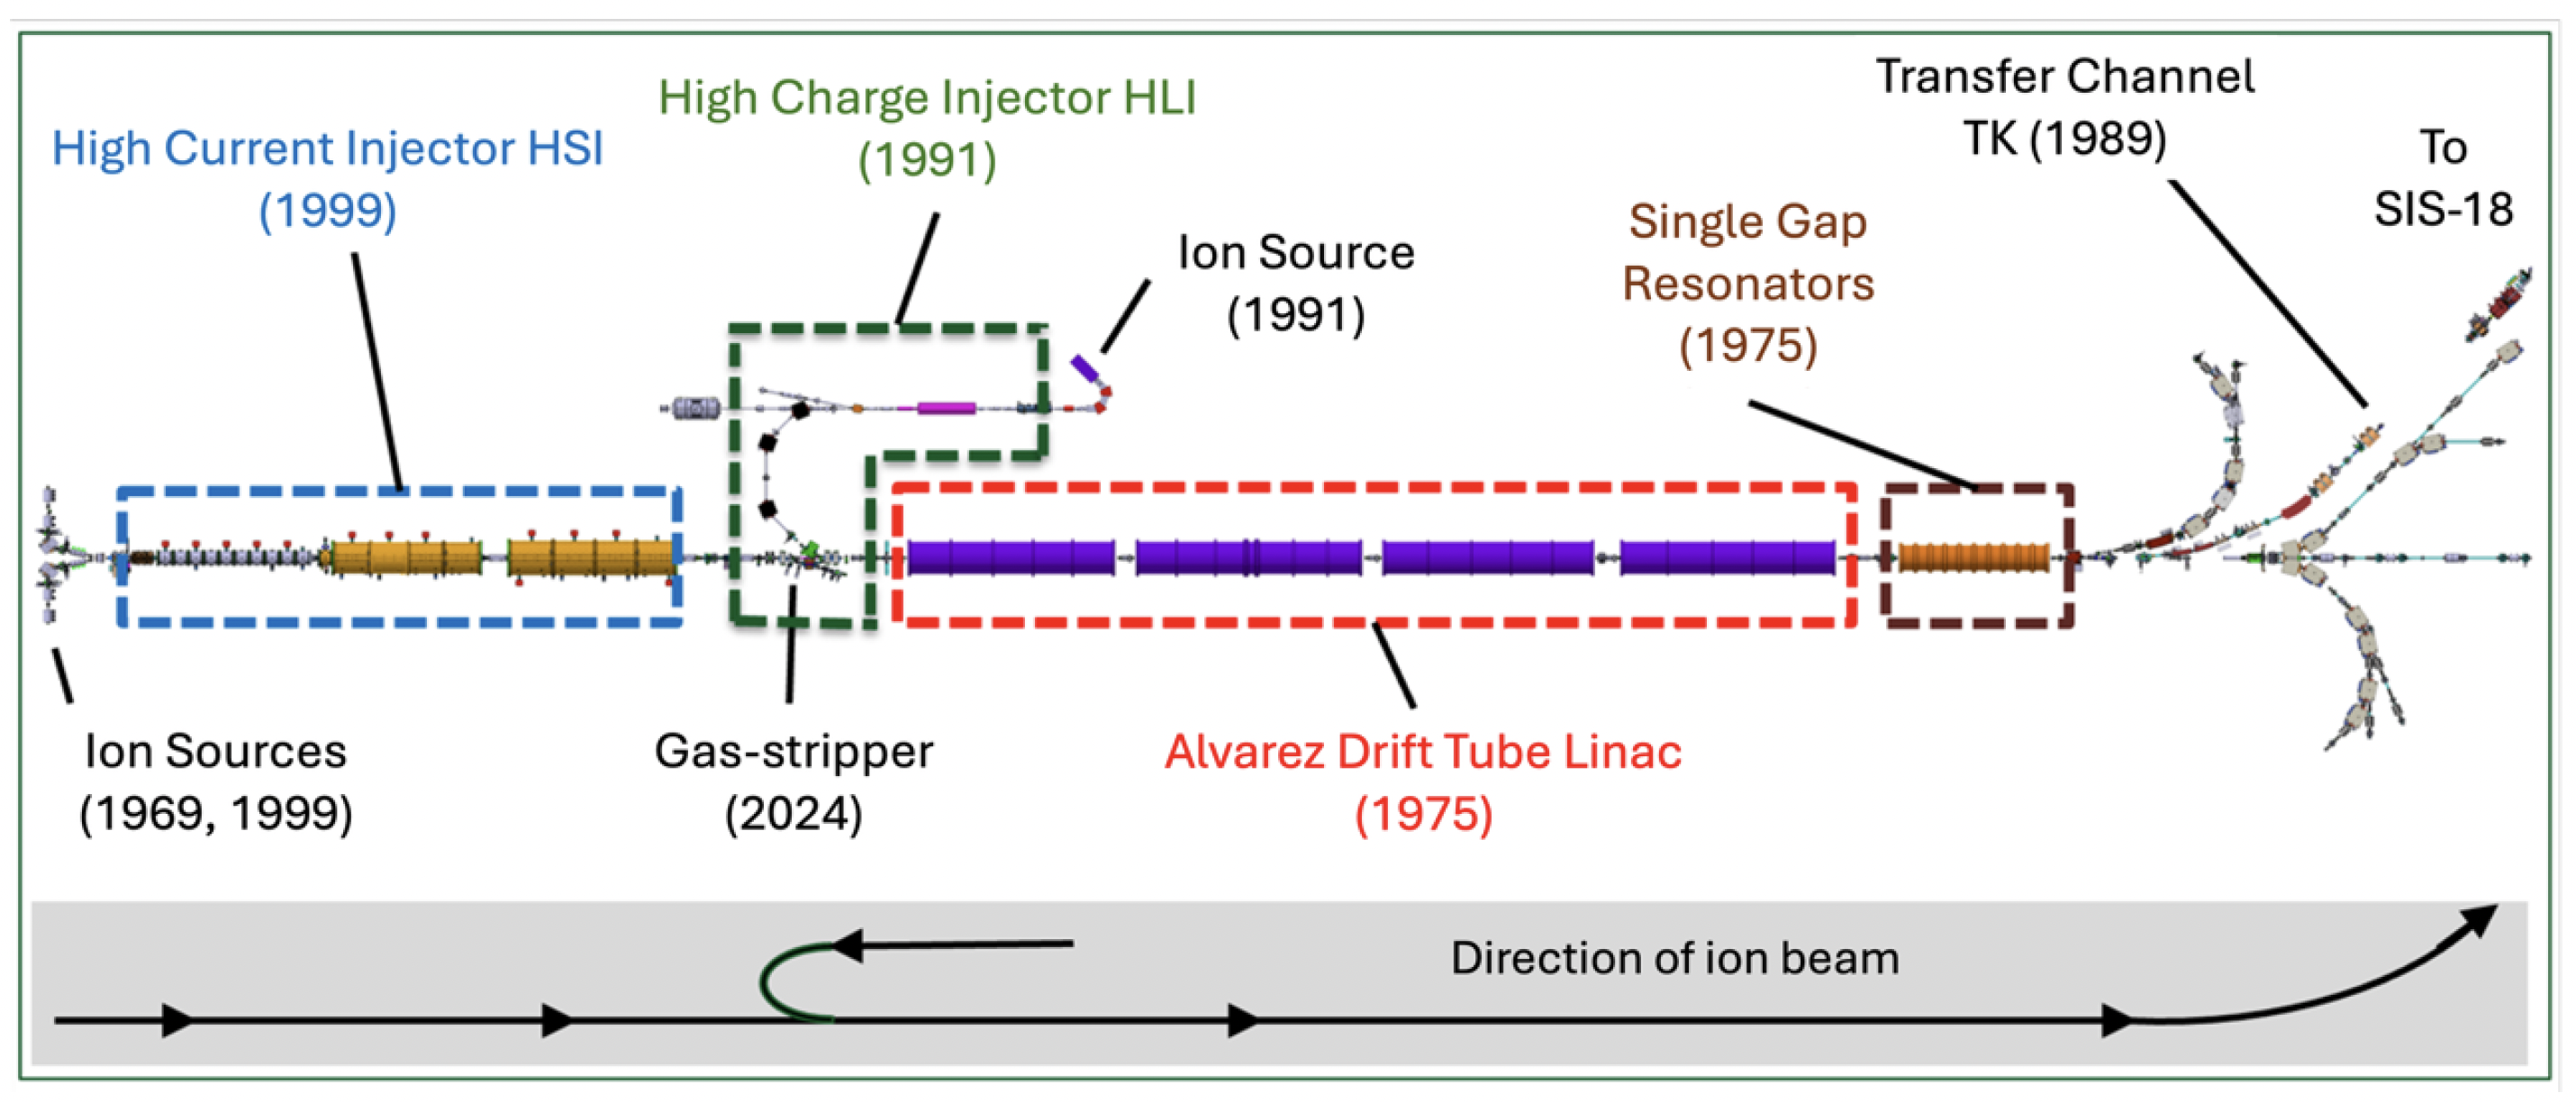 High Current Injector HSI
(1999)
High Charge Injector HLI
(1991)
Ion Source
(1991)
Single Gap
Resonators
(1975)
Transfer Channel
TK (1989)
To
SIS-18
Ion Sources
(1969, 1999)
Gas-stripper
(2024)
Alvarez Drift Tube Linac
(1975)
Direction of ion beam